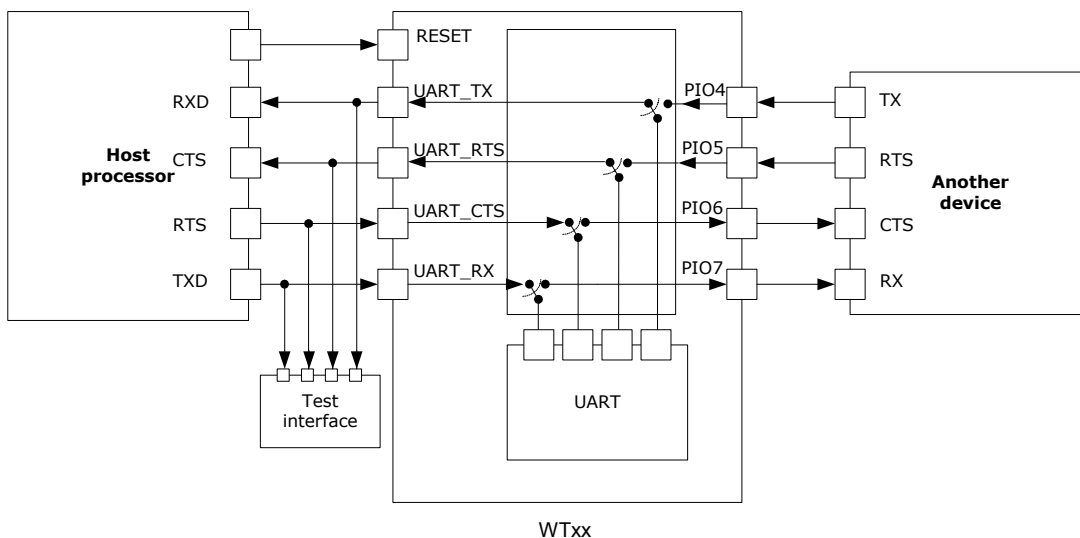 RESET
RXD
UART_TX
PIO4
TX
Host
processor
CTS
UART_RTS
PIO5
RTS
Another
device
RTS
UART_CTS
PIO6
CTS
TXD
UART_RX
PIO7
RX
Test
interface
UART
WTxx